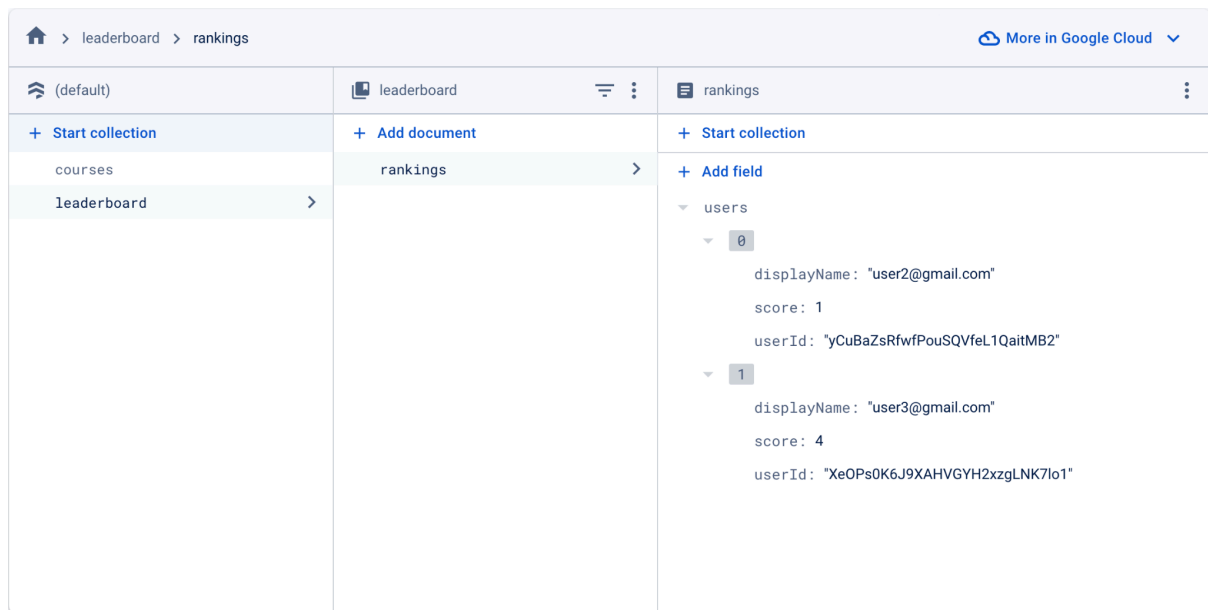 leaderboard > rankings
More in Google Cloud
(default)
leaderboard
rankings
+ Start collection
+ Add document
+ Start collection
courses
rankings
+ Add field
leaderboard
users
0
displayName: "user2@gmail.com"
score: 1
userId: "yCuBaZsRfwfPouSQVfeL1QaitMB2"
1
displayName: "user3@gmail.com"
score: 4
userId: "XeOPs0K6J9XAHVGYH2xzgLNK7lo1"